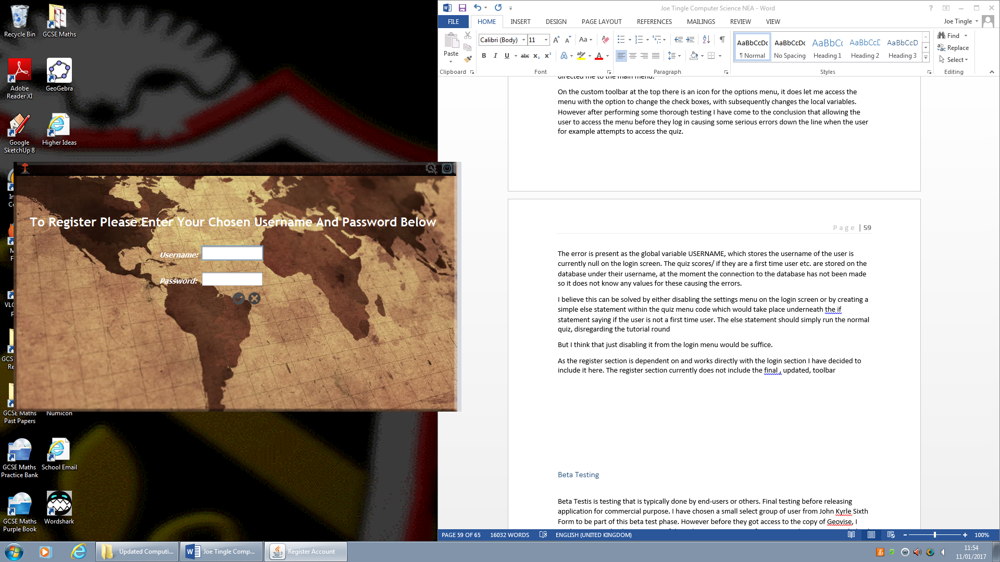 Recycle Bin
GCSE Maths
Adobe
Reader XI
GeoGebra
Google
SketchUp 8
Higher Ideas
GCSE Maths
Past Papers
Numicon
GCSE Maths
Practice Bank
School Email
GCSE Maths
Purple Book
Wordshark
To Register Please Enter Your Chosen Username And Password Below
Username:
Password:
Joe Tingle Computer Science NEA - Word
FILE HOME INSERT DESIGN PAGE LAYOUT REFERENCES MAILINGS REVIEW VIEW Joe Tingle
Calibri (Body) 11
Paste
Clipboard Font Paragraph Styles Editing
AaBbCcDc AaBbCcDc AaBbCc AaBbCcD AaBbCcD
¶ Normal No Spacing Heading 1 Heading 2 Heading 3
Find
Replace
Select
directed me to the main menu.
On the custom toolbar at the top there is an icon for the options menu, it does let me access the
menu with the option to change the check boxes, with subsequently changes the local variables.
However after performing some thorough testing I have come to the conclusion that allowing the
user to access the menu before they log in causing some serious errors down the line when the user
for example attempts to access the quiz.
Page | 59
The error is present as the global variable USERNAME, which stores the username of the user is
currently null on the login screen. The quiz scores/ if they are a first time user etc. are stored on the
database under their username, at the moment the connection to the database has not been made
so it does not know any values for these causing the errors.
I believe this can be solved by either disabling the settings menu on the login screen or by creating a
simple else statement within the quiz menu code which would take place underneath the if
statement saying if the user is not a first time user. The else statement should simply run the normal
quiz, disregarding the tutorial round
But I think that just disabling it from the login menu would be suffice.
As the register section is dependent on and works directly with the login section I have decided to
include it here. The register section currently does not include the final , updated, toolbar
Beta Testing
Beta Testis is testing that is typically done by end-users or others. Final testing before releasing
application for commercial purpose. I have chosen a small select group of user from John Kyrle Sixth
Form to be part of this beta test phase. However before they got access to the copy of Geovise, I
PAGE 59 OF 65 16032 WORDS ENGLISH (UNITED KINGDOM) 100%
Updated Computi...
Joe Tingle Comp...
Register Account
11:54
11/01/2017